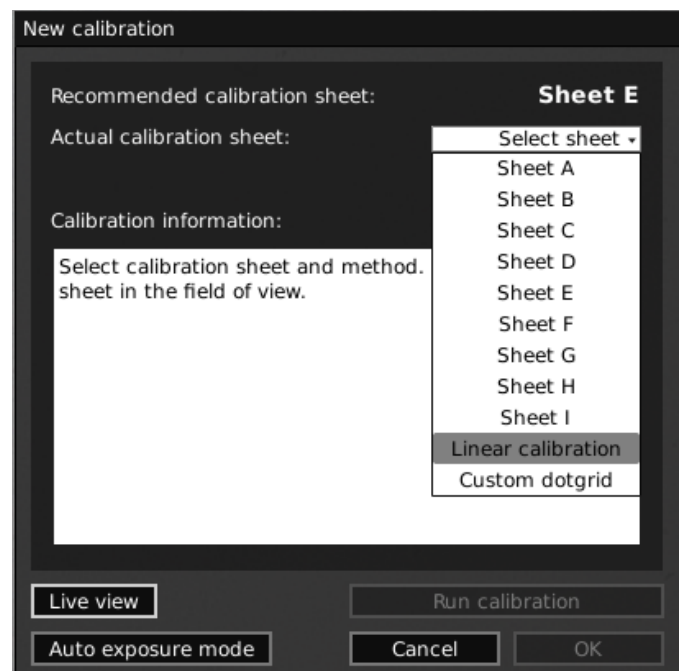 New calibration
Recommended calibration sheet: Sheet E
Actual calibration sheet: Select sheet
Sheet A
Sheet B
Sheet C
Sheet D
Sheet E
Sheet F
Sheet G
Sheet H
Sheet I
Linear calibration
Custom dotgrid
Calibration information:
Select calibration sheet and method.
sheet in the field of view.
Live view
Run calibration
Auto exposure mode
Cancel
OK